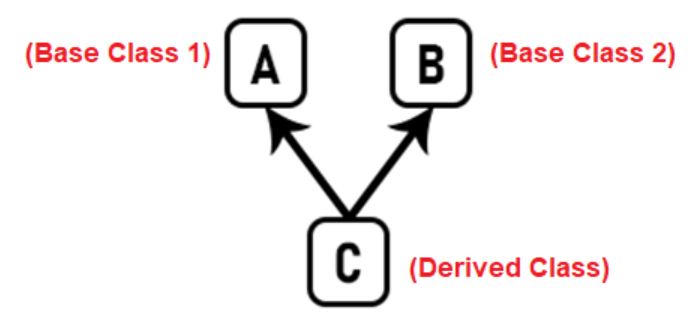 (Base Class 1) A B (Base Class 2)
C (Derived Class)